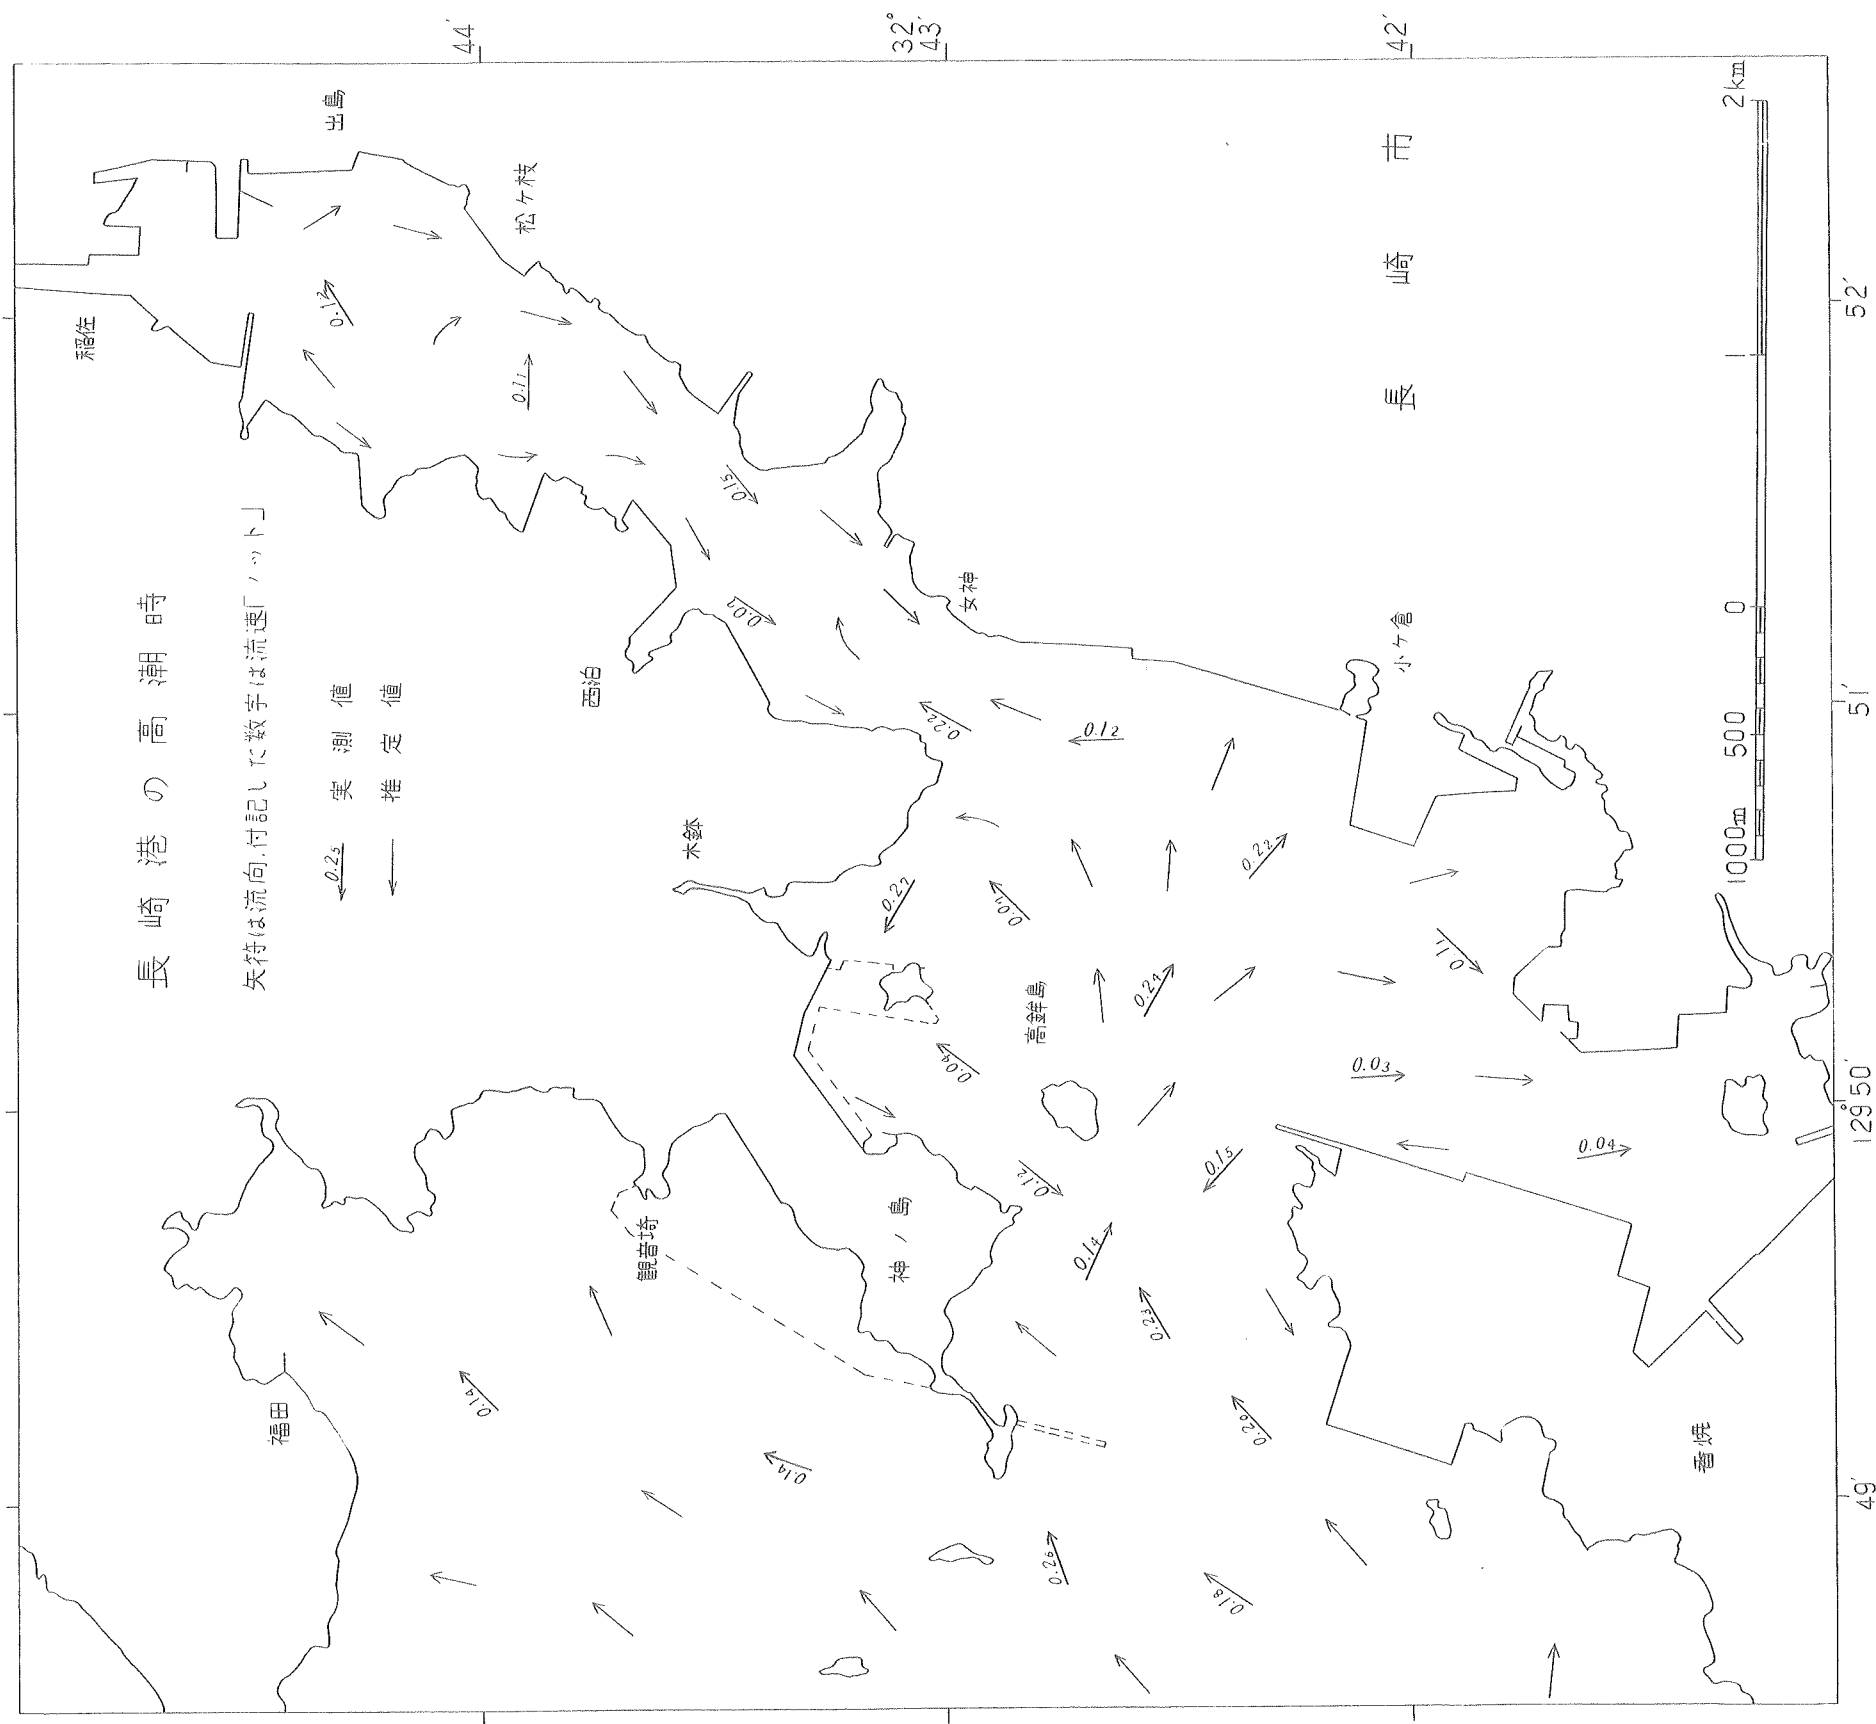 長崎港の高潮時
矢符は流向、付記した数字は流速「ノット」
0.25 実測値
推定値
44′
32°
43′
42′
52′
51′
129°50′
49′
稲佐
出島
松ケ枝
西泊
木鉢
女神
小ケ倉
長崎市
高鉾島
神ノ島
観音埼
福田
香焼
0.12
0.11
0.15
0.07
0.22
0.12
0.22
0.07
0.22
0.24
0.09
0.11
0.03
0.04
0.12
0.15
0.14
0.23
0.20
0.14
0.14
0.26
0.18
1000m 500 0 1 2km